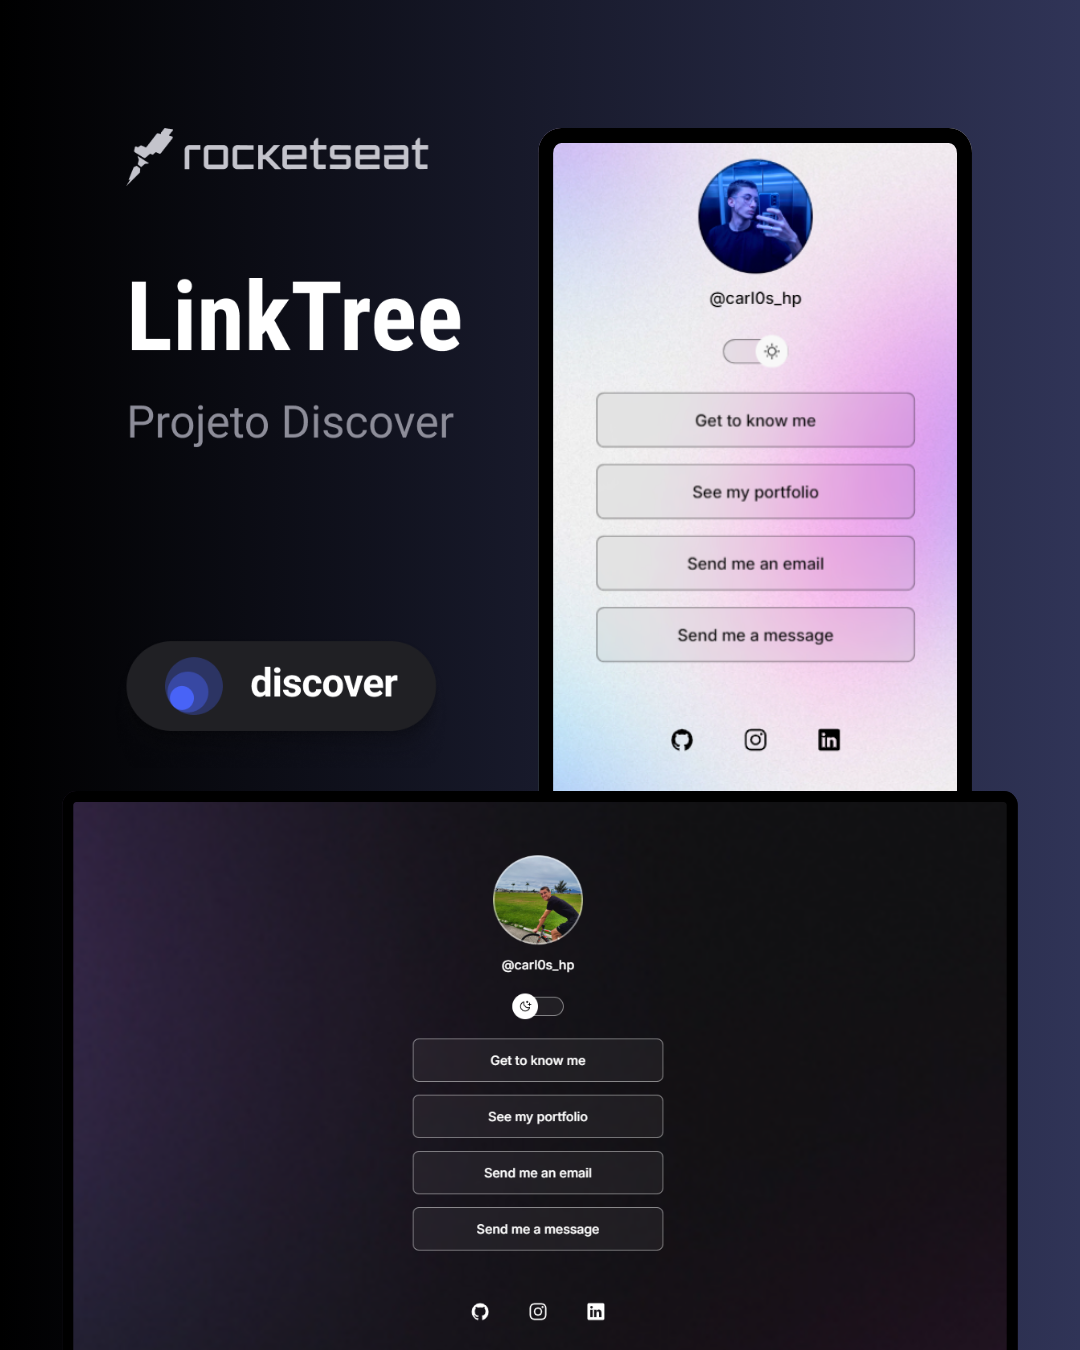 rocketseat
LinkTree
Projeto Discover
discover
@carl0s_hp
Get to know me
See my portfolio
Send me an email
Send me a message
@carl0s_hp
Get to know me
See my portfolio
Send me an email
Send me a message